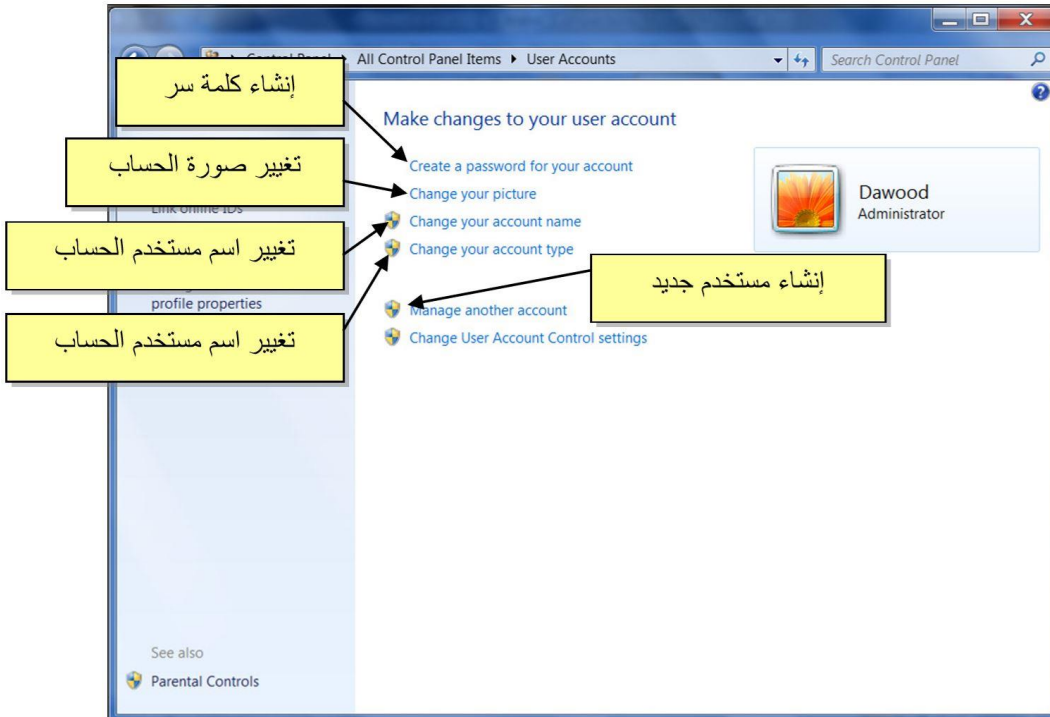 All Control Panel Items ▸ User Accounts
Search Control Panel
إنشاء كلمة سر
Make changes to your user account
تغيير صورة الحساب
Create a password for your account
Change your picture
Link online IDs
Change your account name
تغيير اسم مستخدم الحساب
Change your account type
Dawood
Administrator
إنشاء مستخدم جديد
profile properties
Manage another account
تغيير اسم مستخدم الحساب
Change User Account Control settings
See also
Parental Controls